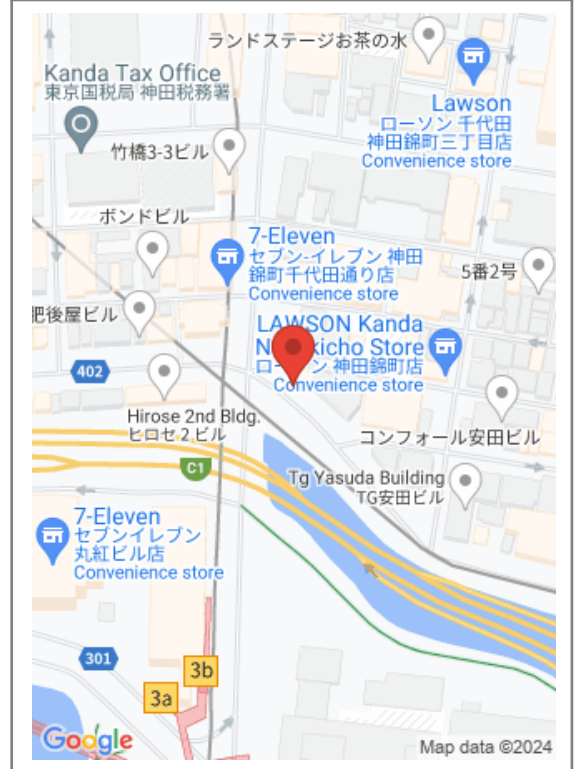 ランドステージお茶の水
Kanda Tax Office
東京国税局 神田税務署
Lawson
ローソン 千代田
神田錦町三丁目店
Convenience store
竹橋3-3ビル
ボンドビル
7-Eleven
セブン-イレブン 神田
錦町千代田通り店
Convenience store
5番2号
肥後屋ビル
LAWSON Kanda
kicho Store
神田錦町店
Convenience store
402
Hirose 2nd Bldg.
ヒロセ2ビル
コンフォール安田ビル
C1
Tg Yasuda Building
TG安田ビル
7-Eleven
セブンイレブン
丸紅ビル店
Convenience store
301
3b
3a
Google
Map data ©2024